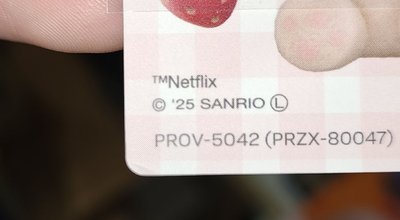 ™Netflix
© '25 SANRIO Ⓛ
PROV-5042 (PRZX-80047)